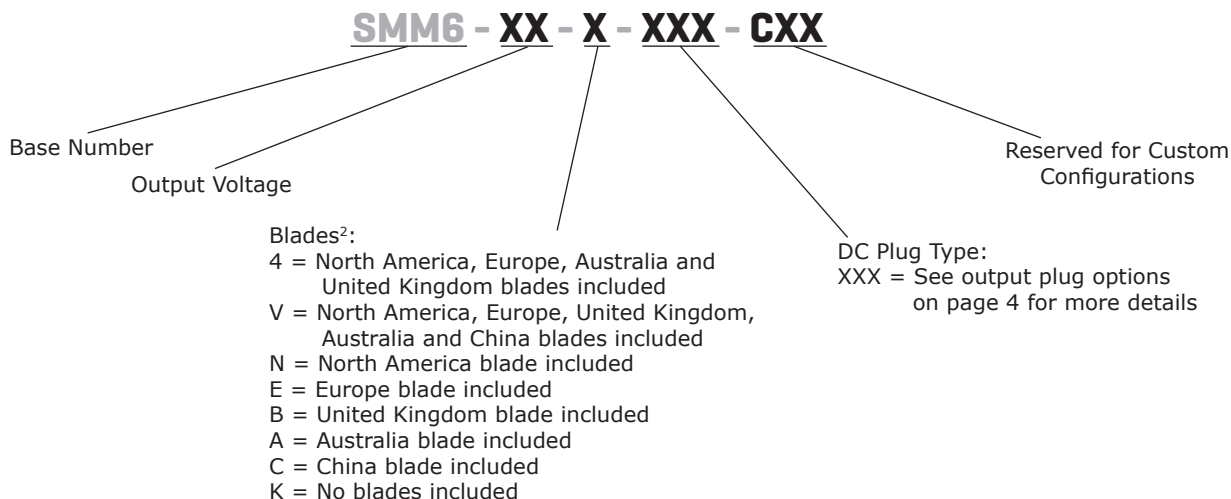 SMM6 - XX - X - XXX - CXX
Base Number
Output Voltage
Reserved for Custom
Configurations
Blades²:
4 = North America, Europe, Australia and
United Kingdom blades included
V = North America, Europe, United Kingdom,
Australia and China blades included
N = North America blade included
E = Europe blade included
B = United Kingdom blade included
A = Australia blade included
C = China blade included
K = No blades included
DC Plug Type:
XXX = See output plug options
on page 4 for more details